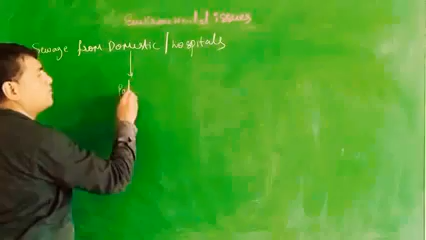 Environmental issues
Sewage from Domestic / hospitals